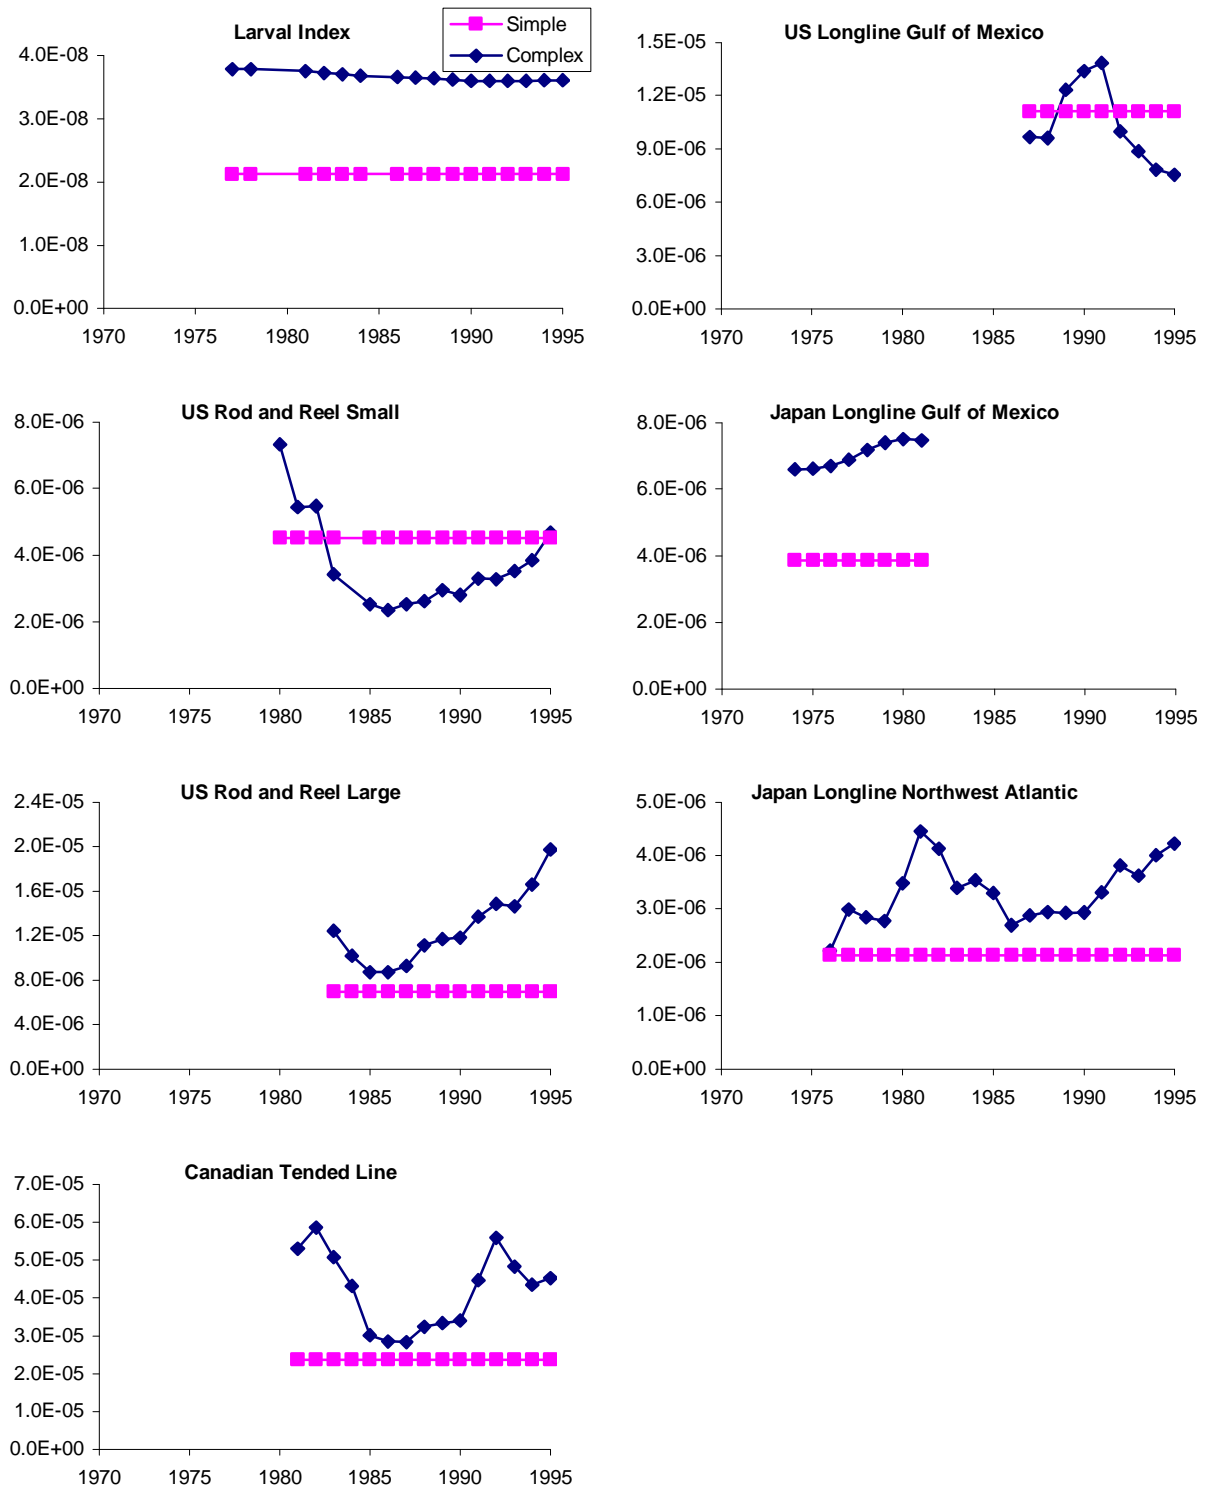 Larval Index
Simple
Complex
4.0E-08
3.0E-08
2.0E-08
1.0E-08
0.0E+00
1970 1975 1980 1985 1990 1995
US Longline Gulf of Mexico
1.5E-05
1.2E-05
9.0E-06
6.0E-06
3.0E-06
0.0E+00
1970 1975 1980 1985 1990 1995
US Rod and Reel Small
8.0E-06
6.0E-06
4.0E-06
2.0E-06
0.0E+00
1970 1975 1980 1985 1990 1995
Japan Longline Gulf of Mexico
8.0E-06
6.0E-06
4.0E-06
2.0E-06
0.0E+00
1970 1975 1980 1985 1990 1995
US Rod and Reel Large
2.4E-05
2.0E-05
1.6E-05
1.2E-05
8.0E-06
4.0E-06
0.0E+00
1970 1975 1980 1985 1990 1995
Japan Longline Northwest Atlantic
5.0E-06
4.0E-06
3.0E-06
2.0E-06
1.0E-06
0.0E+00
1970 1975 1980 1985 1990 1995
Canadian Tended Line
7.0E-05
6.0E-05
5.0E-05
4.0E-05
3.0E-05
2.0E-05
1.0E-05
0.0E+00
1970 1975 1980 1985 1990 1995